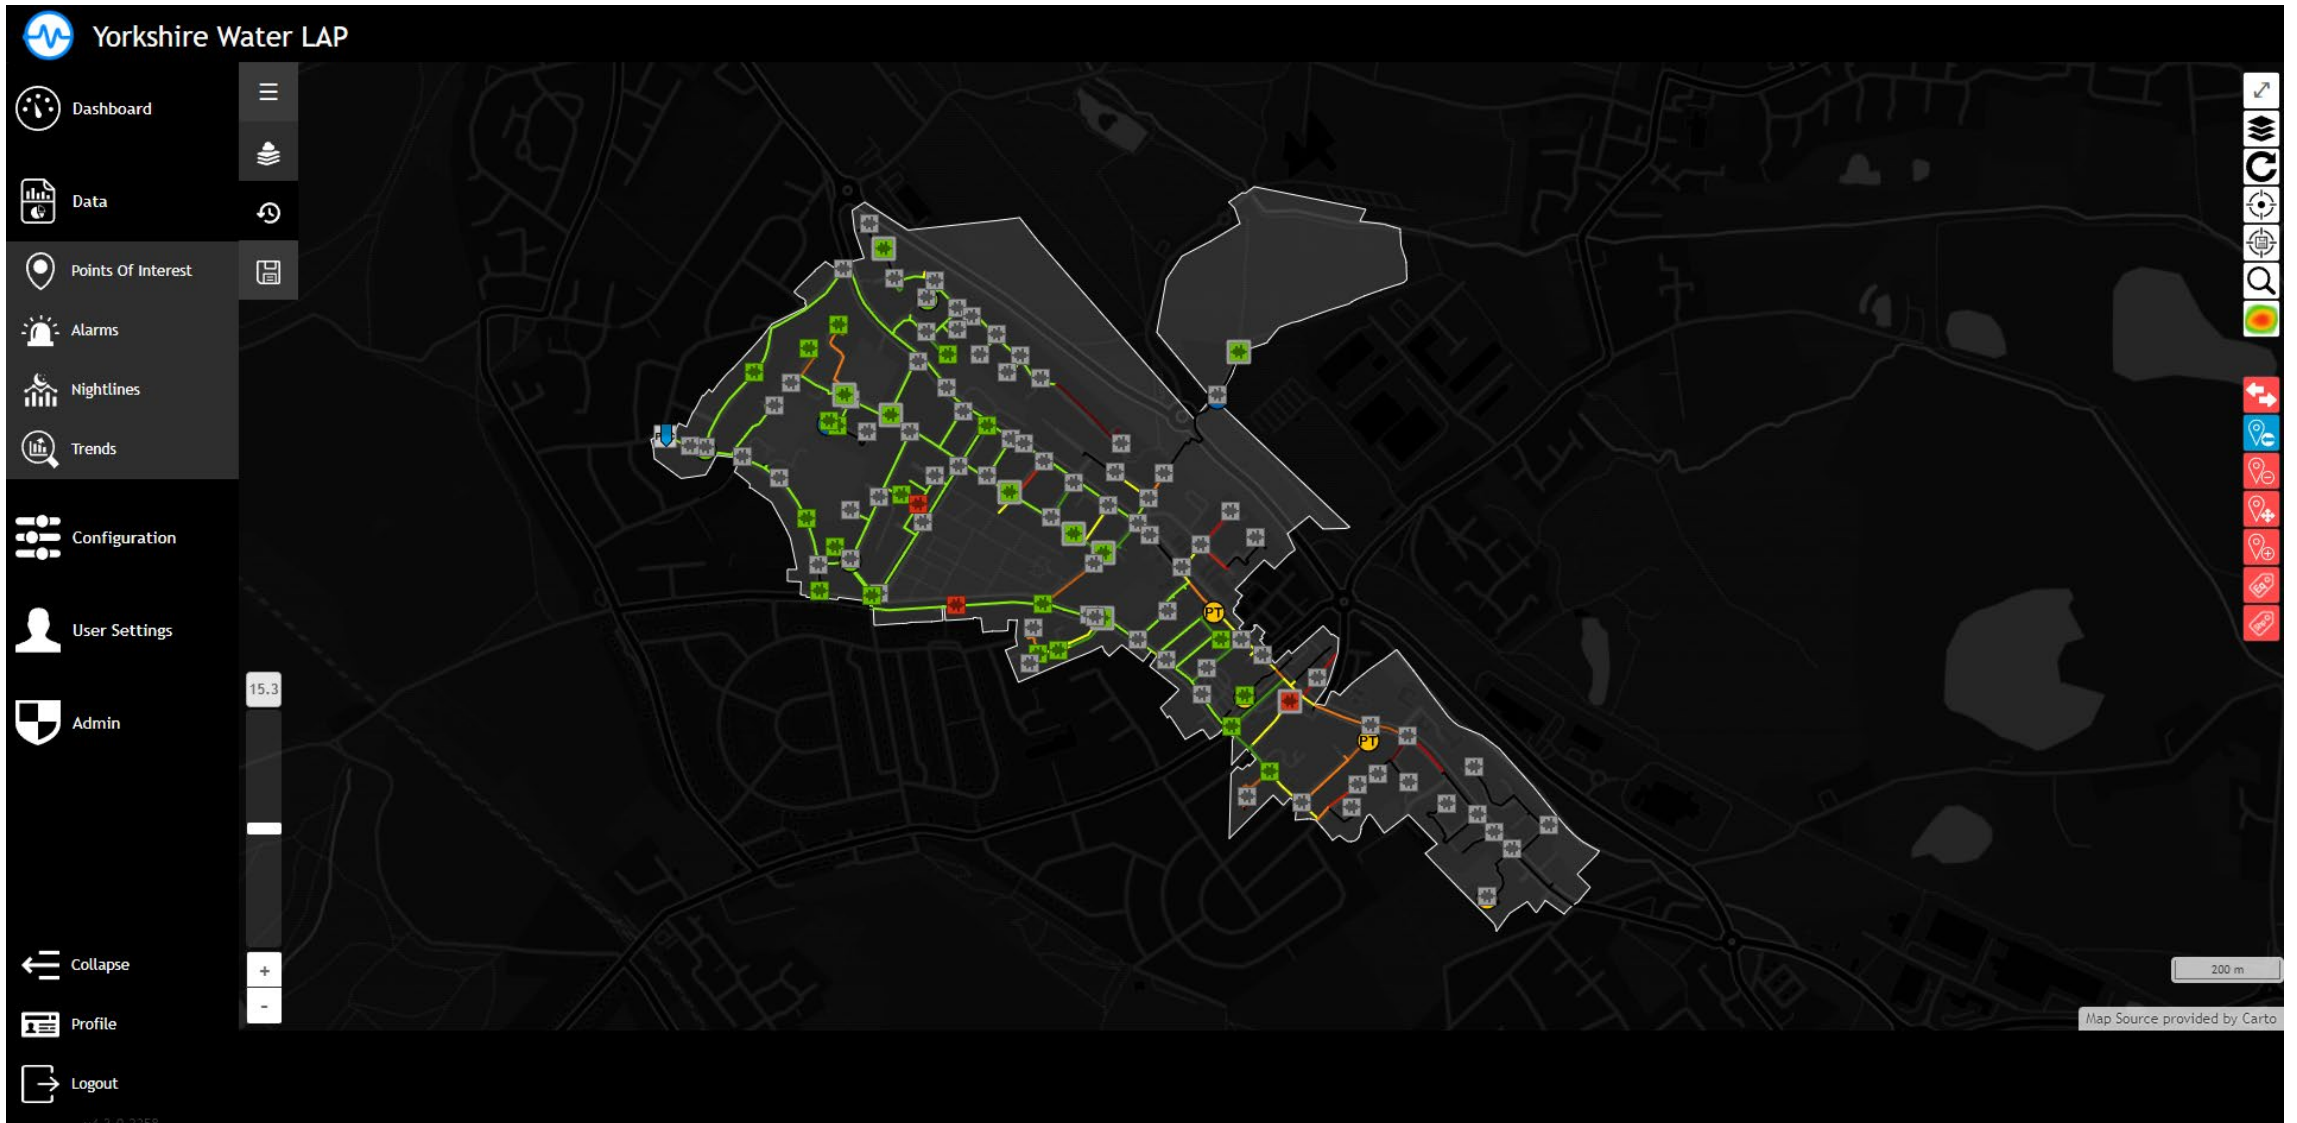 Yorkshire Water LAP
Dashboard
Data
Points Of Interest
Alarms
Nightlines
Trends
Configuration
User Settings
Admin
Collapse
Profile
Logout
15.3
+
-
PT
PT
200 m
Map Source provided by Carto